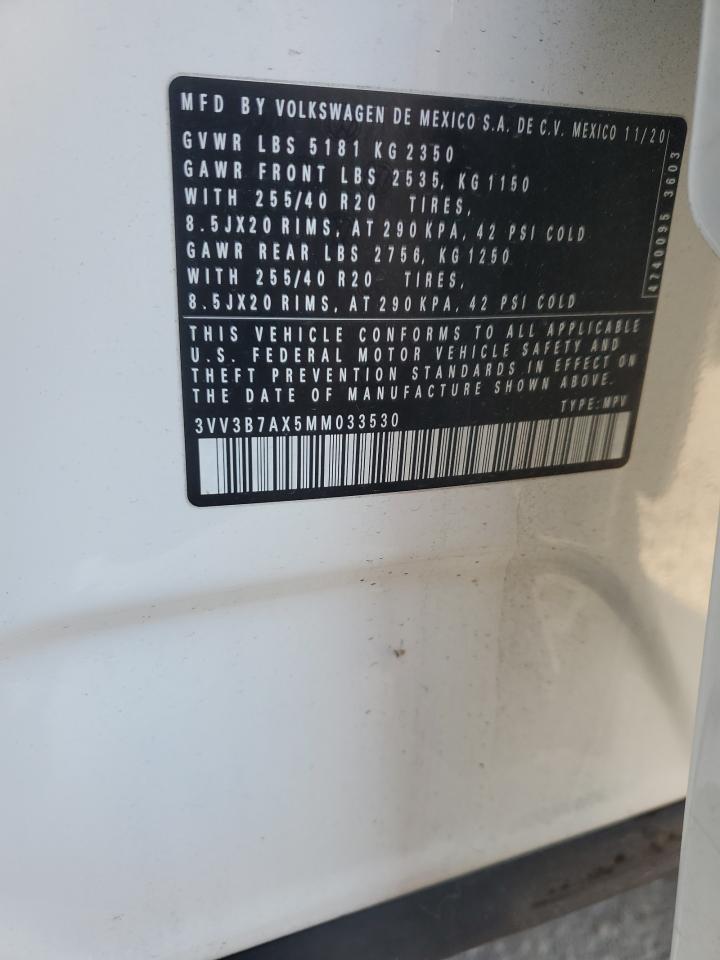 MFD BY VOLKSWAGEN DE MEXICO S.A. DE C.V. MEXICO 11/20
GVWR LBS 5181 KG 2350
GAWR FRONT LBS 2535, KG 1150
WITH 255/40 R20 TIRES,
8.5JX20 RIMS, AT 290 KPA, 42 PSI COLD
GAWR REAR LBS 2756, KG 1250
WITH 255/40 R20 TIRES,
8.5JX20 RIMS, AT 290 KPA, 42 PSI COLD
4740095 3603
THIS VEHICLE CONFORMS TO ALL APPLICABLE
U.S. FEDERAL MOTOR VEHICLE SAFETY AND
THEFT PREVENTION STANDARDS IN EFFECT ON
THE DATE OF MANUFACTURE SHOWN ABOVE.
TYPE:MPV
3VV3B7AX5MM033530